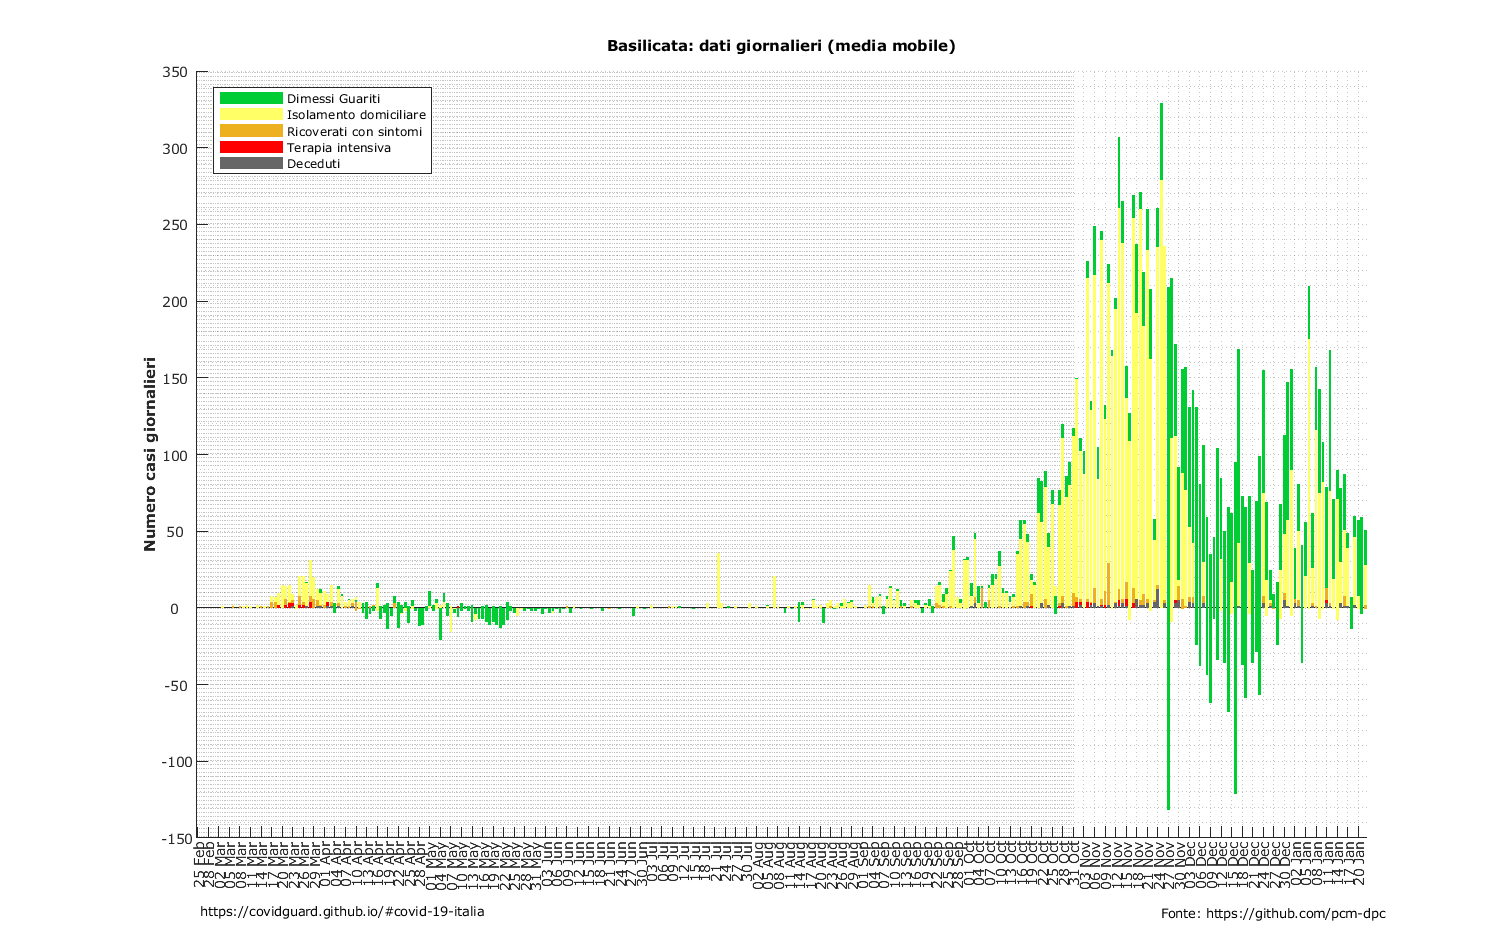 Basilicata: dati giornalieri (media mobile)
Numero casi giornalieri
350
300
250
200
150
100
50
0
-50
-100
-150
Dimessi Guariti
Isolamento domiciliare
Ricoverati con sintomi
Terapia intensiva
Deceduti
25 Feb
28 Feb
02 Mar
05 Mar
08 Mar
11 Mar
14 Mar
17 Mar
20 Mar
23 Mar
26 Mar
29 Mar
01 Apr
04 Apr
07 Apr
10 Apr
13 Apr
16 Apr
19 Apr
22 Apr
25 Apr
28 Apr
01 May
04 May
07 May
10 May
13 May
16 May
19 May
22 May
25 May
28 May
31 May
03 Jun
06 Jun
09 Jun
12 Jun
15 Jun
18 Jun
21 Jun
24 Jun
27 Jun
30 Jun
03 Jul
06 Jul
09 Jul
12 Jul
15 Jul
18 Jul
21 Jul
24 Jul
27 Jul
30 Jul
02 Aug
05 Aug
08 Aug
11 Aug
14 Aug
17 Aug
20 Aug
23 Aug
26 Aug
29 Aug
01 Sep
04 Sep
07 Sep
10 Sep
13 Sep
16 Sep
19 Sep
22 Sep
25 Sep
28 Sep
01 Oct
04 Oct
07 Oct
10 Oct
13 Oct
16 Oct
19 Oct
22 Oct
25 Oct
28 Oct
31 Oct
03 Nov
06 Nov
09 Nov
12 Nov
15 Nov
18 Nov
21 Nov
24 Nov
27 Nov
30 Nov
03 Dec
06 Dec
09 Dec
12 Dec
15 Dec
18 Dec
21 Dec
24 Dec
27 Dec
30 Dec
02 Jan
05 Jan
08 Jan
11 Jan
14 Jan
17 Jan
20 Jan
https://covidguard.github.io/#covid-19-italia
Fonte: https://github.com/pcm-dpc